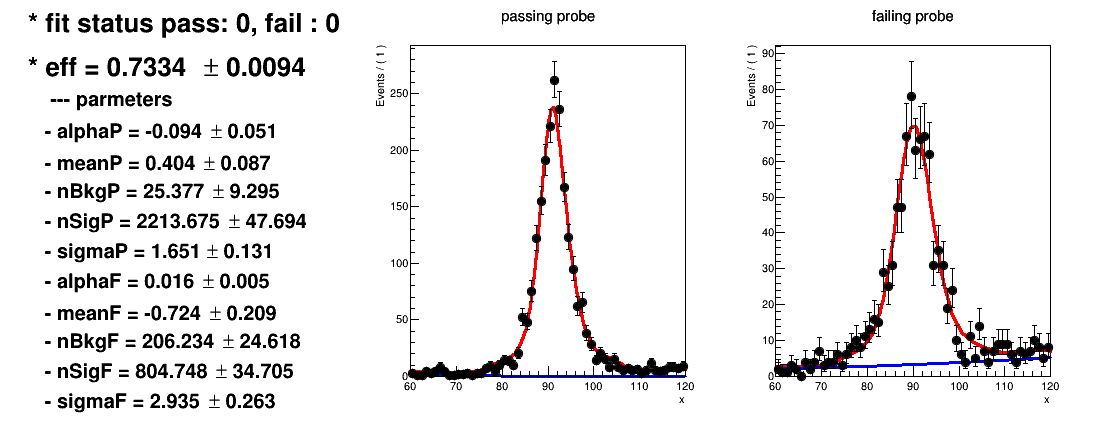 * fit status pass: 0, fail : 0
* eff = 0.7334 ± 0.0094
--- parmeters
- alphaP = -0.094 ± 0.051
- meanP = 0.404 ± 0.087
- nBkgP = 25.377 ± 9.295
- nSigP = 2213.675 ± 47.694
- sigmaP = 1.651 ± 0.131
- alphaF = 0.016 ± 0.005
- meanF = -0.724 ± 0.209
- nBkgF = 206.234 ± 24.618
- nSigF = 804.748 ± 34.705
- sigmaF = 2.935 ± 0.263
passing probe
Events / ( 1 )
250
200
150
100
50
0
60 70 80 90 100 110 120
x
failing probe
Events / ( 1 )
90
80
70
60
50
40
30
20
10
0
60 70 80 90 100 110 120
x